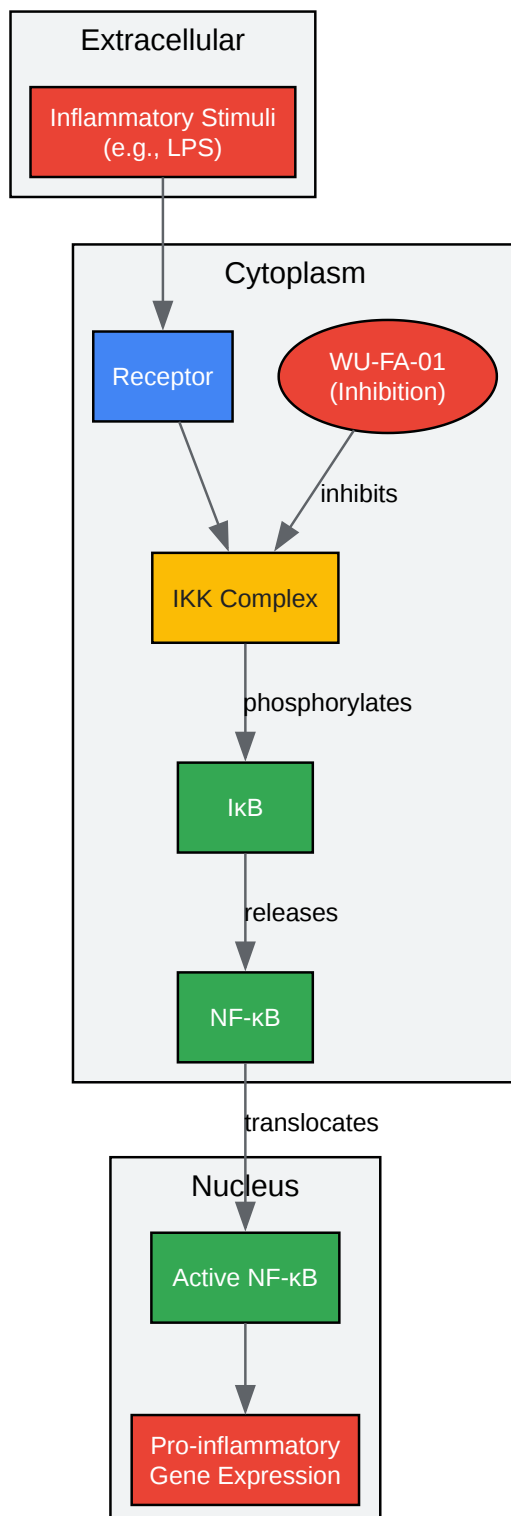 Extracellular
Inflammatory Stimuli
(e.g., LPS)
Cytoplasm
Receptor
WU-FA-01
(Inhibition)
inhibits
IKK Complex
phosphorylates
IκB
releases
NF-κB
translocates
Nucleus
Active NF-κB
Pro-inflammatory
Gene Expression